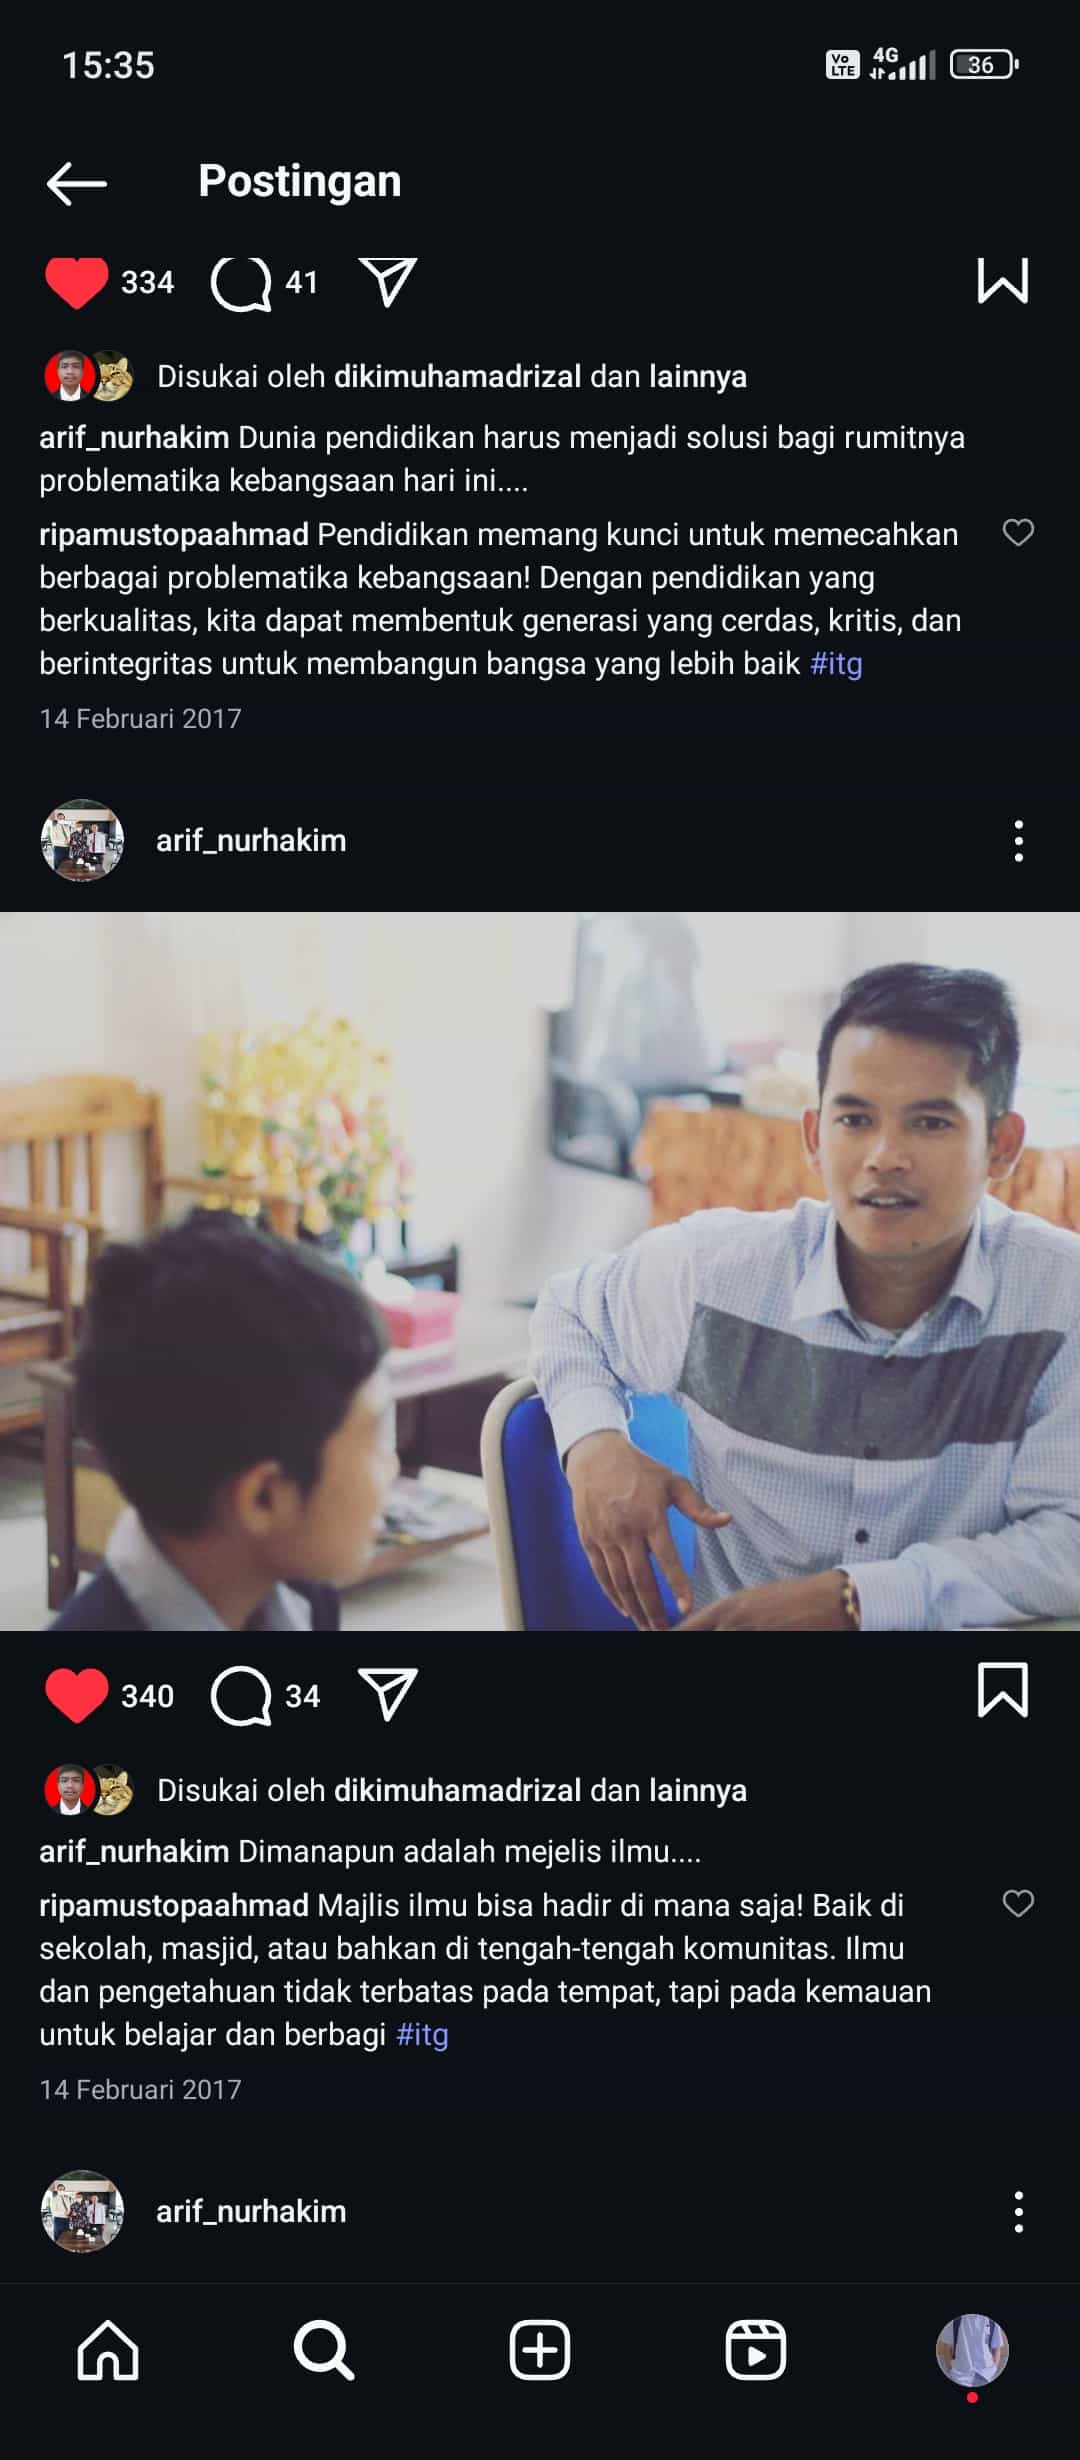 15:35
Vo LTE 4G 36
Postingan
334 41
Disukai oleh dikimuhamadrizal dan lainnya
arif_nurhakim Dunia pendidikan harus menjadi solusi bagi rumitnya
problematika kebangsaan hari ini....
ripamustopaahmad Pendidikan memang kunci untuk memecahkan
berbagai problematika kebangsaan! Dengan pendidikan yang
berkualitas, kita dapat membentuk generasi yang cerdas, kritis, dan
berintegritas untuk membangun bangsa yang lebih baik #itg
14 Februari 2017
arif_nurhakim
340 34
Disukai oleh dikimuhamadrizal dan lainnya
arif_nurhakim Dimanapun adalah mejelis ilmu....
ripamustopaahmad Majlis ilmu bisa hadir di mana saja! Baik di
sekolah, masjid, atau bahkan di tengah-tengah komunitas. Ilmu
dan pengetahuan tidak terbatas pada tempat, tapi pada kemauan
untuk belajar dan berbagi #itg
14 Februari 2017
arif_nurhakim